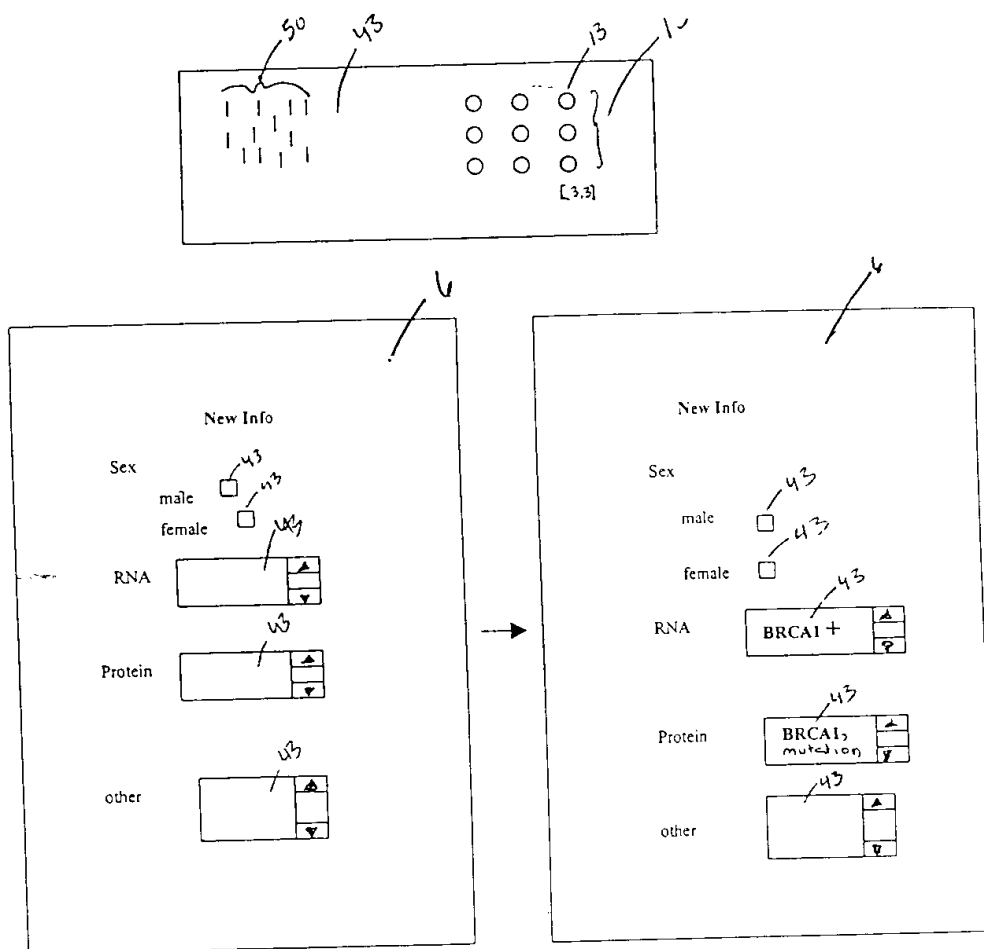 50
43
13
[3,3]
6
New Info
Sex
43
male
43
female
RNA
43
Protein
43
other
43
6
New Info
Sex
43
male
43
female
43
RNA
BRCA1 +
43
Protein
BRCA1,
mutation
43
other